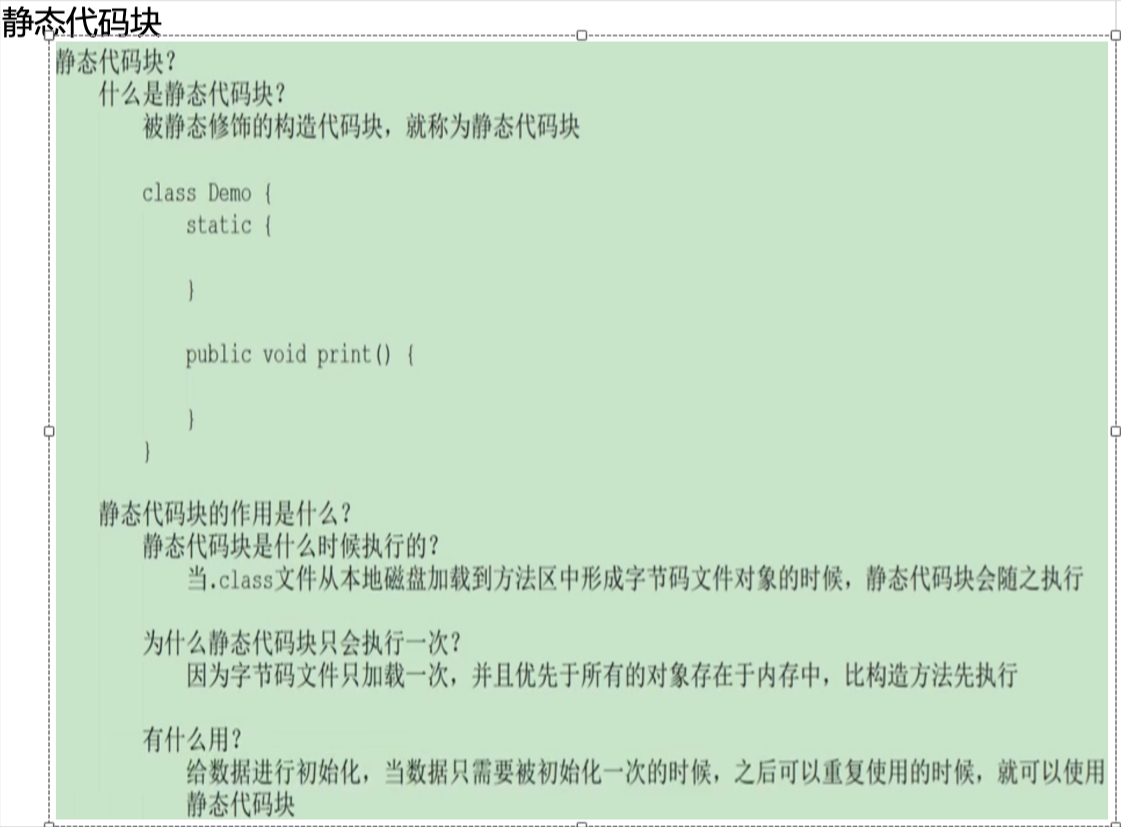 静态代码块
静态代码块？
什么是静态代码块？
被静态修饰的构造代码块，就称为静态代码块
class Demo {
static {
}
public void print() {
}
}
静态代码块的作用是什么？
静态代码块是什么时候执行的？
当.class文件从本地磁盘加载到方法区中形成字节码文件对象的时候，静态代码块会随之执行
为什么静态代码块只会执行一次？
因为字节码文件只加载一次，并且优先于所有的对象存在于内存中，比构造方法先执行
有什么用？
给数据进行初始化，当数据只需要被初始化一次的时候，之后可以重复使用的时候，就可以使用
静态代码块